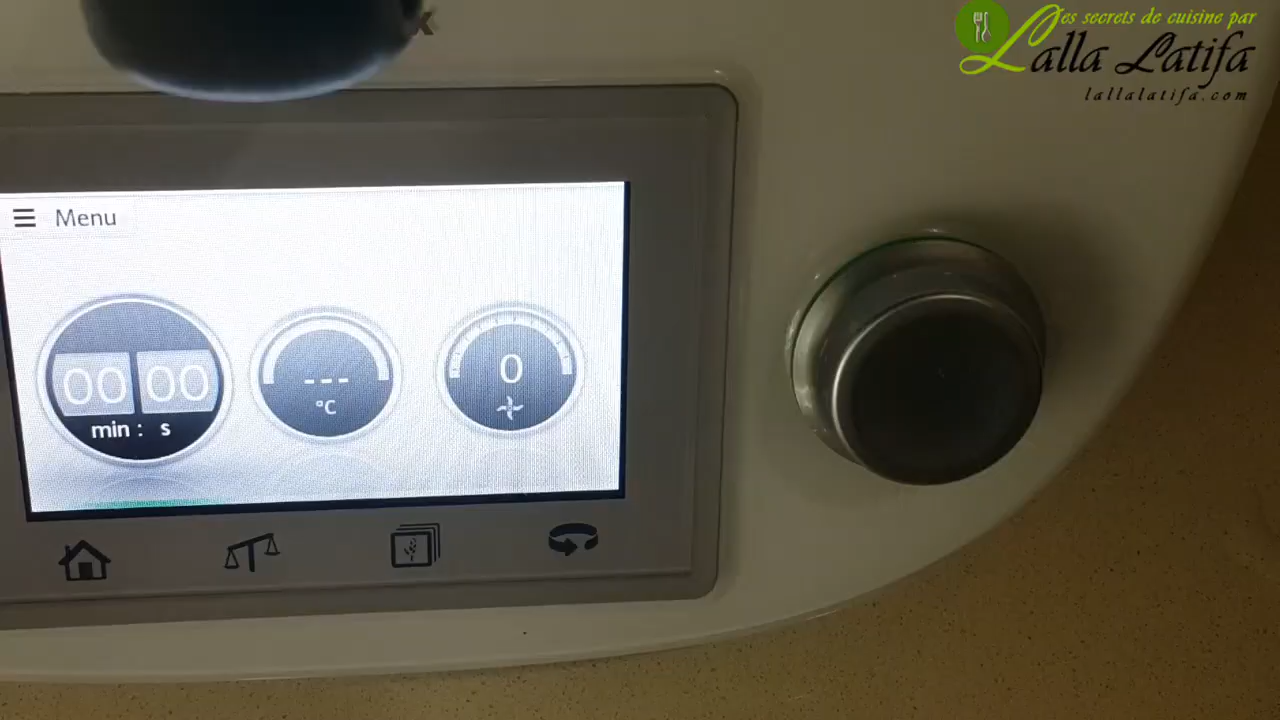 Les secrets de cuisine par
Lalla Latifa
lallalatifa.com
Menu
00 00
min : s
---
°C
0